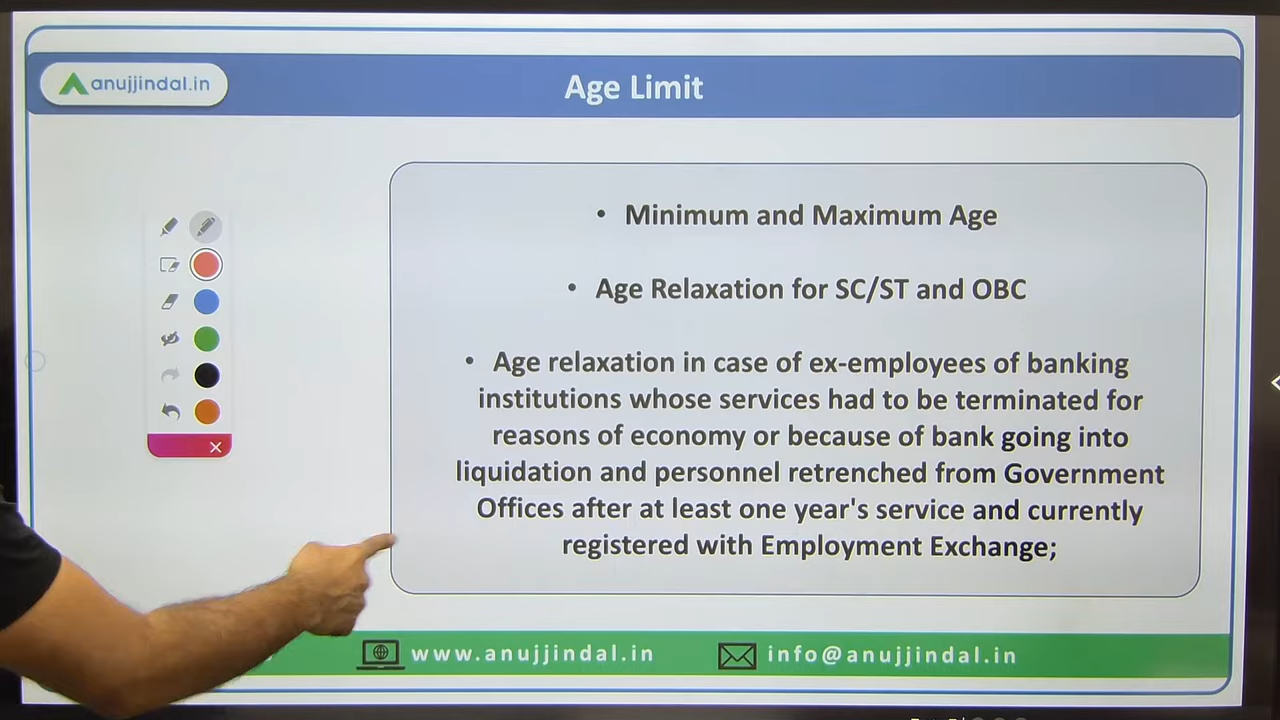 anujjindal.in
Age Limit
• Minimum and Maximum Age
• Age Relaxation for SC/ST and OBC
• Age relaxation in case of ex-employees of banking
institutions whose services had to be terminated for
reasons of economy or because of bank going into
liquidation and personnel retrenched from Government
Offices after at least one year's service and currently
registered with Employment Exchange;
www.anujjindal.in
info@anujjindal.in